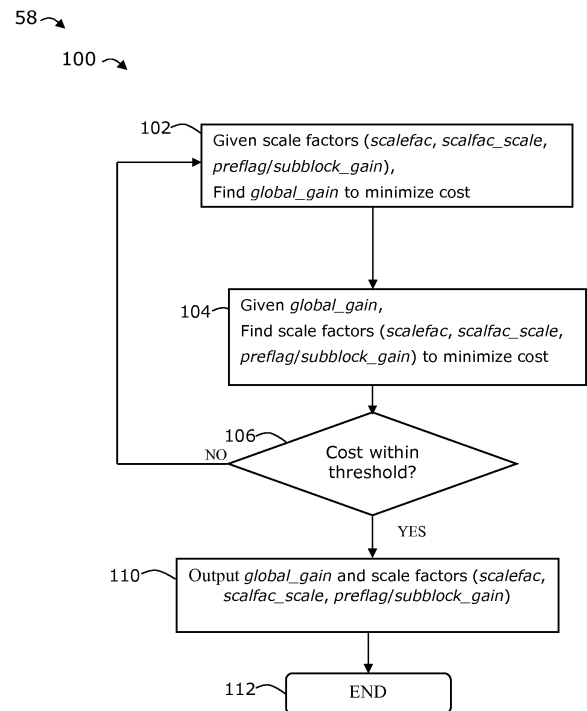 58
100
102
Given scale factors (scalefac, scalfac_scale,
preflag/subblock_gain),
Find global_gain to minimize cost
104
Given global_gain,
Find scale factors (scalefac, scalfac_scale,
preflag/subblock_gain) to minimize cost
106
Cost within
threshold?
NO
YES
110
Output global_gain and scale factors (scalefac,
scalfac_scale, preflag/subblock_gain)
112
END